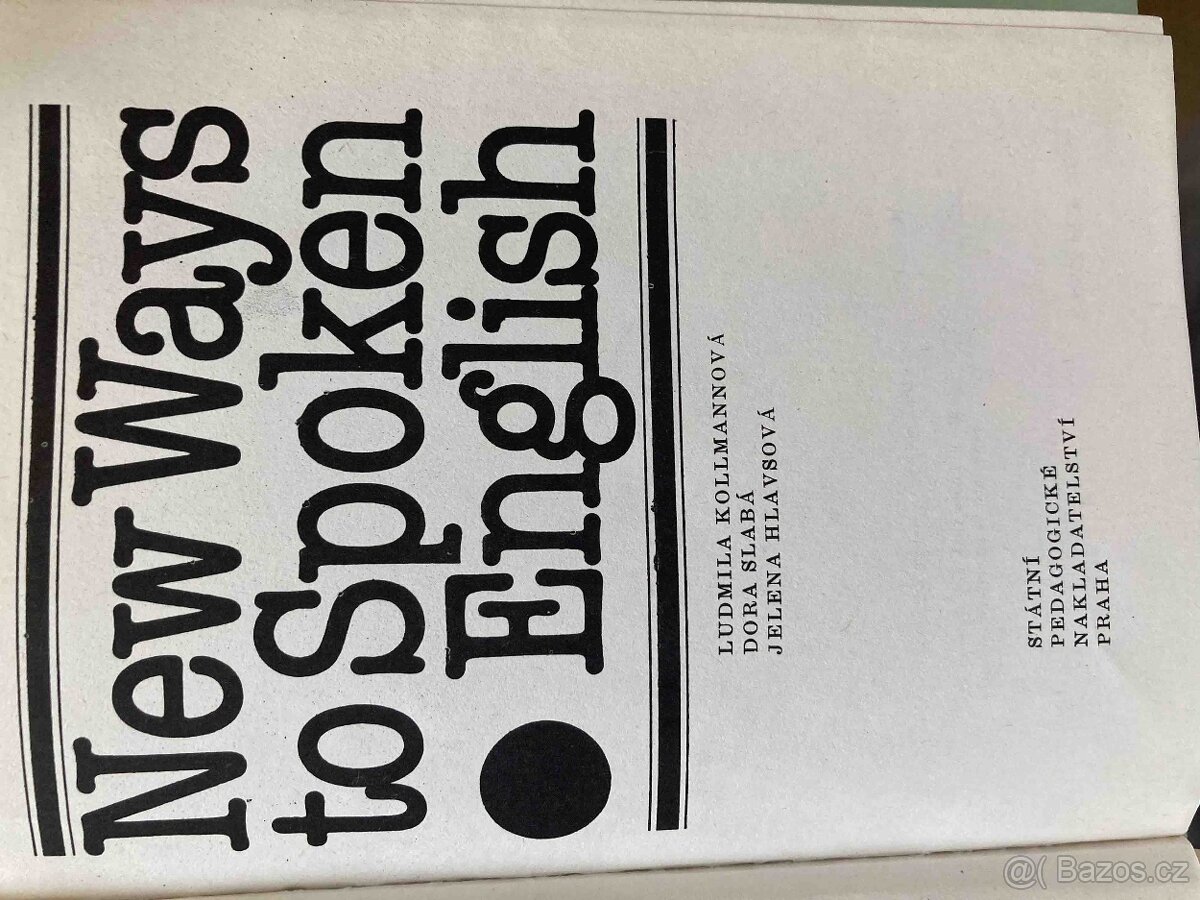 New Ways
to Spoken
English
LUDMILA KOLLMANNOVÁ
DORA SLABÁ
JELENA HLAVSOVÁ
STÁTNÍ
PEDAGOGICKÉ
NAKLADATELSTVÍ
PRAHA
@( Bazos.cz